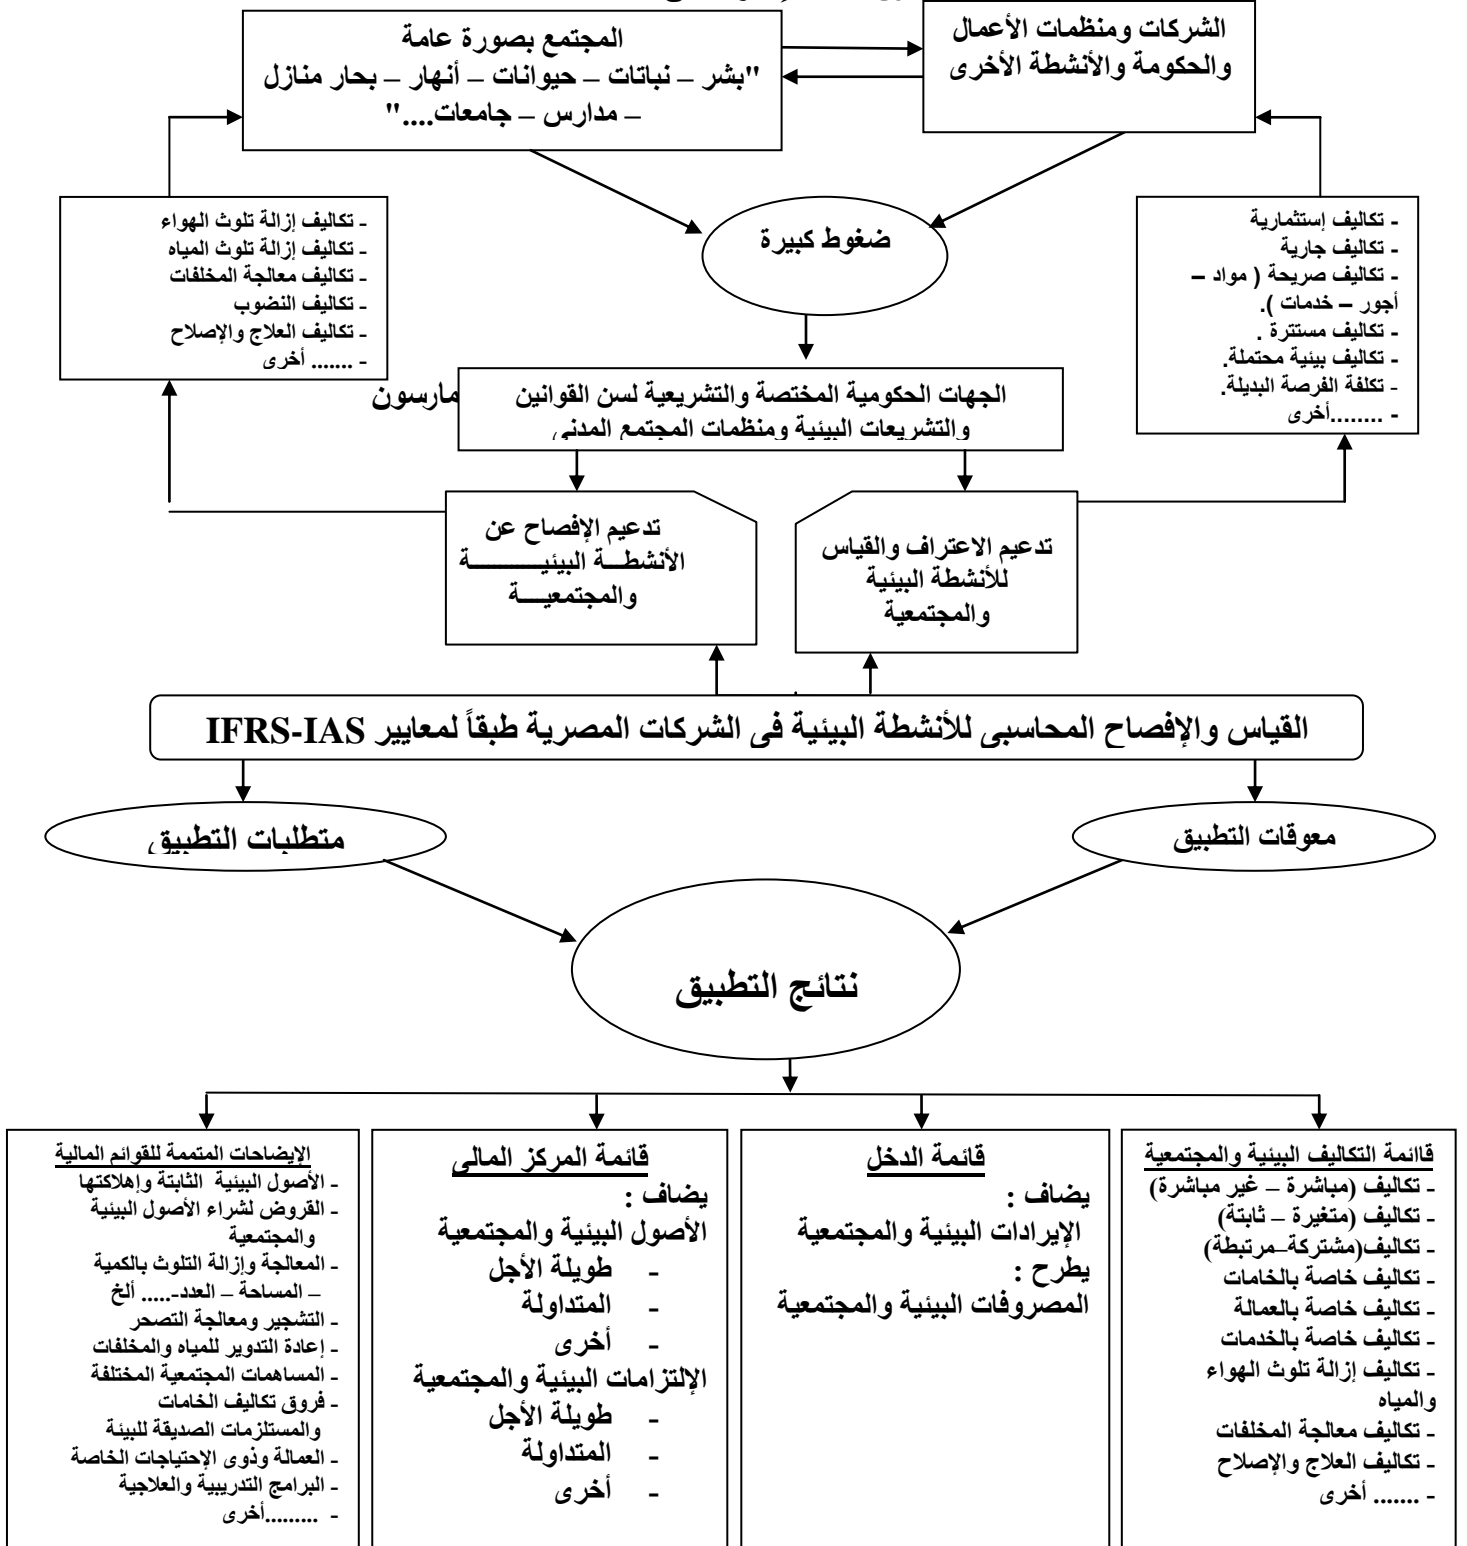 الشركات ومنظمات الأعمال
والحكومة والأنشطة الأخرى
المجتمع بصورة عامة
"بشر – نباتات – حيوانات – أنهار – بحار منازل
– مدارس – جامعات...."
ضغوط كبيرة
- تكاليف إستثمارية
- تكاليف جارية
- تكاليف صريحة ( مواد –
أجور – خدمات ).
- تكاليف مستترة .
- تكاليف بيئية محتملة.
- تكلفة الفرصة البديلة.
- ........أخرى
- تكاليف إزالة تلوث الهواء
- تكاليف إزالة تلوث المياه
- تكاليف معالجة المخلفات
- تكاليف النضوب
- تكاليف العلاج والإصلاح
- ....... أخرى
الجهات الحكومية المختصة والتشريعية لسن القوانين
والتشريعات البيئية ومنظمات المجتمع المدنى
مارسون
تدعيم الاعتراف والقياس
للأنشطة البيئية
والمجتمعية
تدعيم الإفصاح عن
الأنشطـــة البيئيـــــــــة
والمجتمعيـــة
القياس والإفصاح المحاسبى للأنشطة البيئية فى الشركات المصرية طبقاً لمعايير IFRS-IAS
معوقات التطبيق
متطلبات التطبيق
نتائج التطبيق
قاائمة التكاليف البيئية والمجتمعية
- تكاليف (مباشرة – غير مباشرة)
- تكاليف (متغيرة – ثابتة)
- تكاليف(مشتركة–مرتبطة)
- تكاليف خاصة بالخامات
- تكاليف خاصة بالعمالة
- تكاليف خاصة بالخدمات
- تكاليف إزالة تلوث الهواء
والمياه
- تكاليف معالجة المخلفات
- تكاليف العلاج والإصلاح
- ....... أخرى
قائمة الدخل
يضاف :
الإيرادات البيئية والمجتمعية
يطرح :
المصروفات البيئية والمجتمعية
قائمة المركز المالى
يضاف :
الأصول البيئية والمجتمعية
- طويلة الأجل
- المتداولة
- أخرى
الإلتزامات البيئية والمجتمعية
- طويلة الأجل
- المتداولة
- أخرى
الإيضاحات المتممة للقوائم المالية
- الأصول البيئية الثابتة وإهلاكتها
- القروض لشراء الأصول البيئية
والمجتمعية
- المعالجة وإزالة التلوث بالكمية
– المساحة – العدد-..... ألخ
- التشجير ومعالجة التصحر
- إعادة التدوير للمياه والمخلفات
- المساهمات المجتمعية المختلفة
- فروق تكاليف الخامات
والمستلزمات الصديقة للبيئة
- العمالة وذوى الإحتياجات الخاصة
- البرامج التدريبية والعلاجية
- .........أخرى